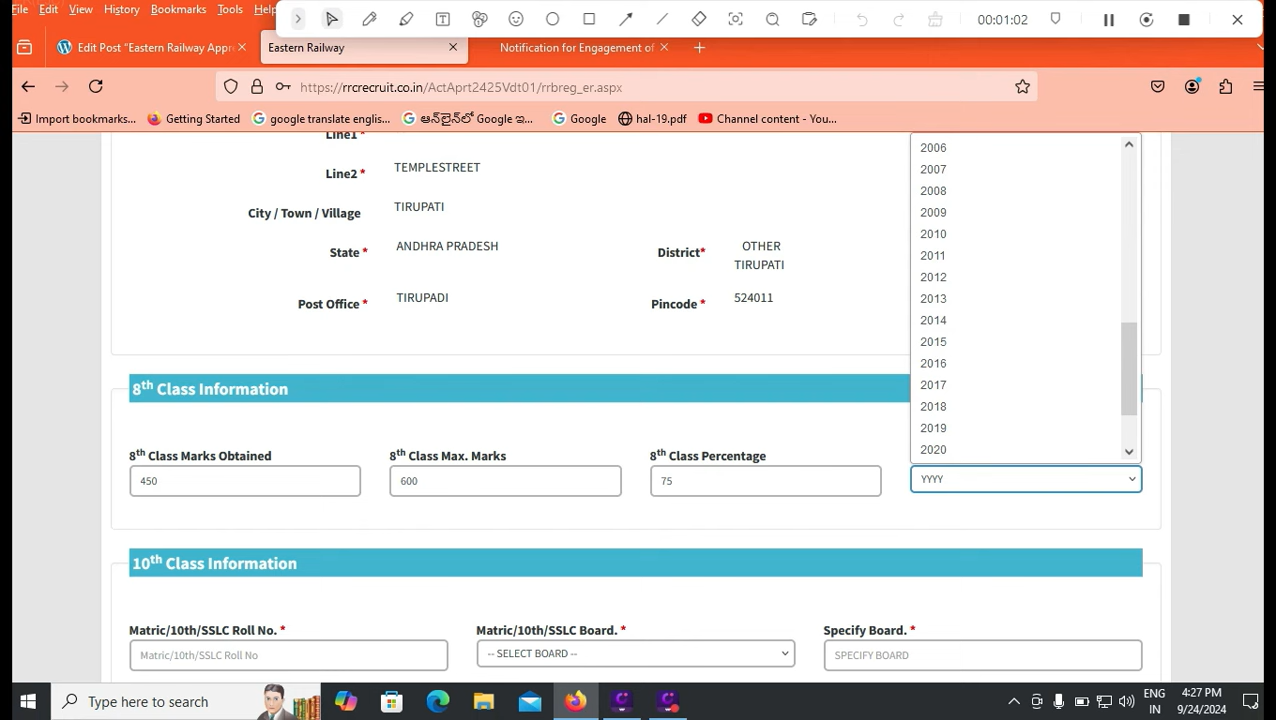 File Edit View History Bookmarks Tools
00:01:02
Edit Post "Eastern Railway Appre
Eastern Railway
Notification for Engagement of
https://rrcrecruit.co.in/ActAprt2425Vdt01/rrbreg_er.aspx
Import bookmarks...
Getting Started
google translate englis...
ఆన్‌లైన్‌లో Google ఇ...
Google
hal-19.pdf
Channel content - You...
Line1 *
Line2 * TEMPLESTREET
City / Town / Village TIRUPATI
State * ANDHRA PRADESH
District* OTHER
TIRUPATI
Post Office * TIRUPADI
Pincode * 524011
2006
2007
2008
2009
2010
2011
2012
2013
2014
2015
2016
2017
2018
2019
2020
8th Class Information
8th Class Marks Obtained
8th Class Max. Marks
8th Class Percentage
450
600
75
YYYY
10th Class Information
Matric/10th/SSLC Roll No. *
Matric/10th/SSLC Board. *
Specify Board. *
Matric/10th/SSLC Roll No
-- SELECT BOARD --
SPECIFY BOARD
Type here to search
ENG
IN
4:27 PM
9/24/2024